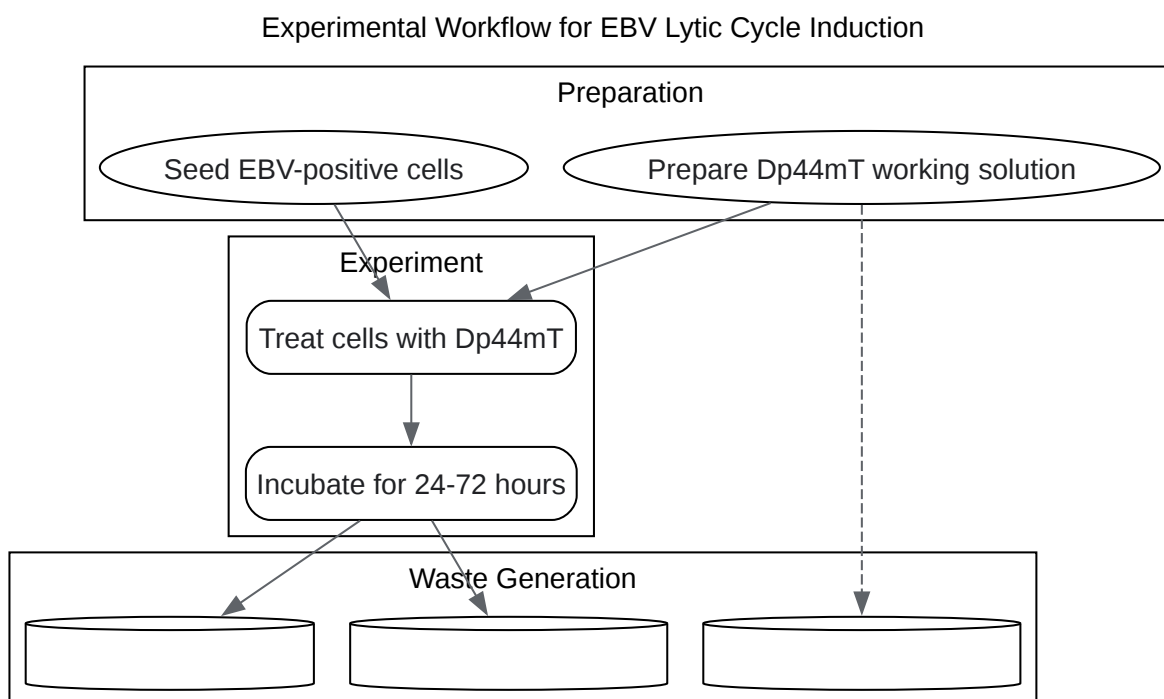 Experimental Workflow for EBV Lytic Cycle Induction
Preparation
Seed EBV-positive cells
Prepare Dp44mT working solution
Experiment
Treat cells with Dp44mT
Incubate for 24-72 hours
Waste Generation